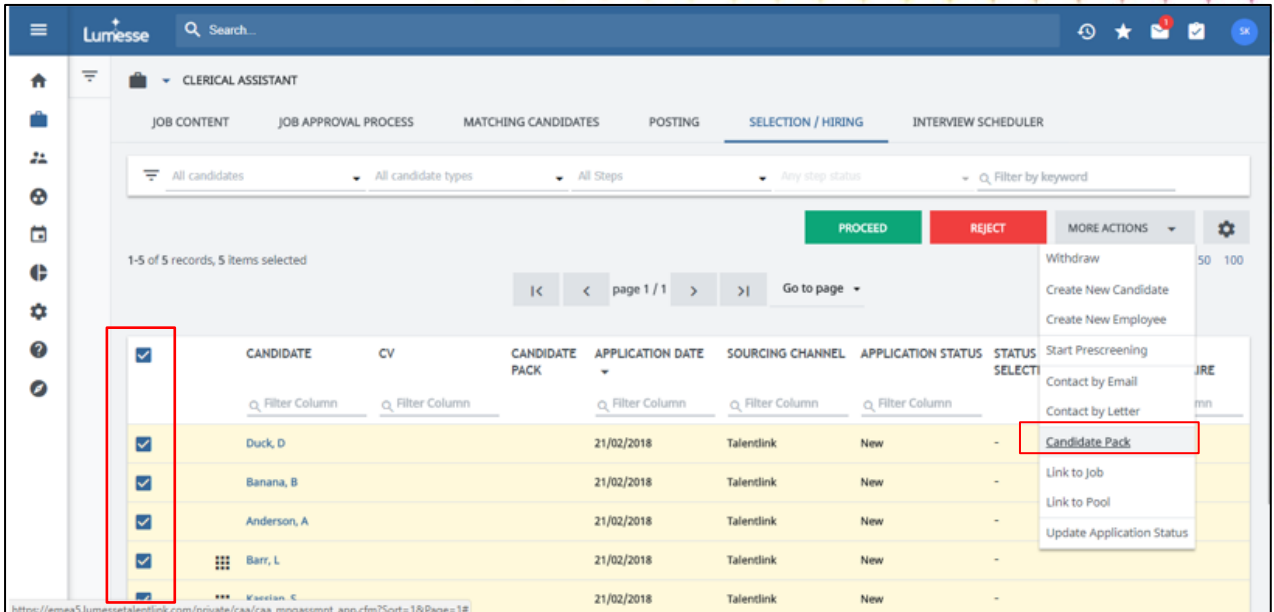 Lumesse
Search...
1
SK
CLERICAL ASSISTANT
JOB CONTENT JOB APPROVAL PROCESS MATCHING CANDIDATES POSTING SELECTION / HIRING INTERVIEW SCHEDULER
All candidates All candidate types All Steps Any step status Filter by keyword
PROCEED REJECT MORE ACTIONS
1-5 of 5 records, 5 items selected
50 100
page 1 / 1 Go to page
Withdraw
Create New Candidate
Create New Employee
Start Prescreening
Contact by Email
Contact by Letter
Candidate Pack
Link to Job
Link to Pool
Update Application Status
CANDIDATE CV CANDIDATE PACK APPLICATION DATE SOURCING CHANNEL APPLICATION STATUS STATUS
Filter Column Filter Column Filter Column Filter Column Filter Column
Duck, D 21/02/2018 Talentlink New -
Banana, B 21/02/2018 Talentlink New -
Anderson, A 21/02/2018 Talentlink New -
Barr, L 21/02/2018 Talentlink New -
Kassian, S 21/02/2018 Talentlink New -